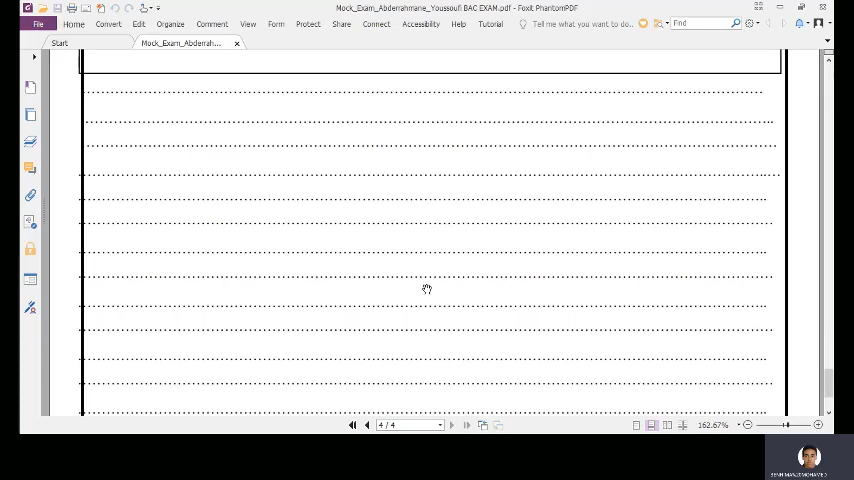 Mock_Exam_Abderrahmane_Youssoufi BAC EXAM.pdf - Foxit PhantomPDF
File Home Convert Edit Organize Comment View Form Protect Share Connect Accessibility Help Tutorial Tell me what you want to do.. Find
Start Mock_Exam_Abderrah... ×
4 / 4 162.67%